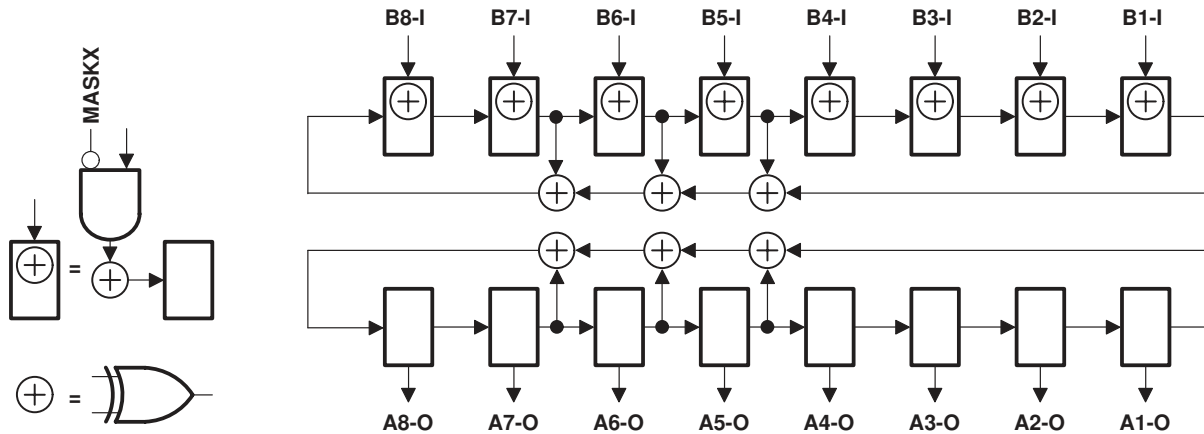 B8-I B7-I B6-I B5-I B4-I B3-I B2-I B1-I
MASKX
=
=
A8-O A7-O A6-O A5-O A4-O A3-O A2-O A1-O